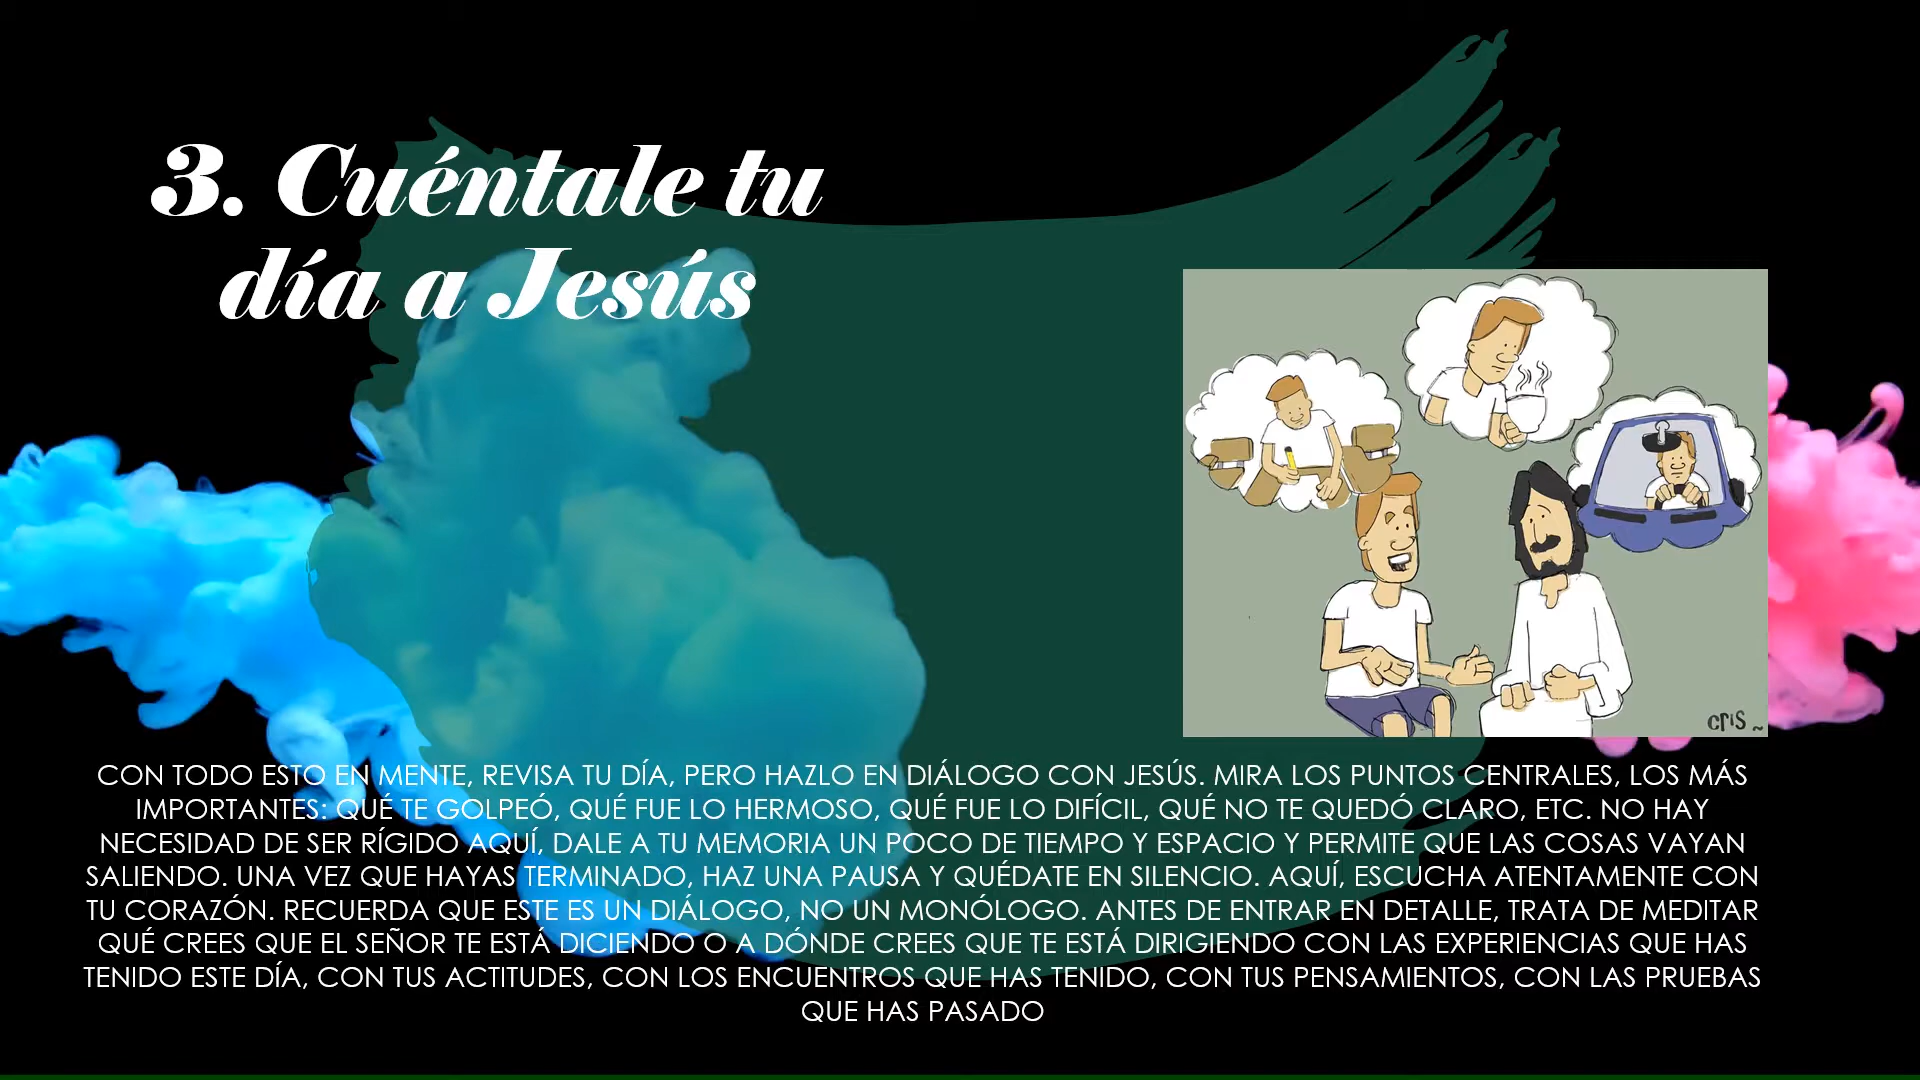 3. Cuéntale tu
día a Jesús
cris
CON TODO ESTO EN MENTE, REVISA TU DÍA, PERO HAZLO EN DIÁLOGO CON JESÚS. MIRA LOS PUNTOS CENTRALES, LOS MÁS
IMPORTANTES: QUÉ TE GOLPEÓ, QUÉ FUE LO HERMOSO, QUÉ FUE LO DIFÍCIL, QUÉ NO TE QUEDÓ CLARO, ETC. NO HAY
NECESIDAD DE SER RÍGIDO AQUÍ, DALE A TU MEMORIA UN POCO DE TIEMPO Y ESPACIO Y PERMITE QUE LAS COSAS VAYAN
SALIENDO. UNA VEZ QUE HAYAS TERMINADO, HAZ UNA PAUSA Y QUÉDATE EN SILENCIO. AQUÍ, ESCUCHA ATENTAMENTE CON
TU CORAZÓN. RECUERDA QUE ESTE ES UN DIÁLOGO, NO UN MONÓLOGO. ANTES DE ENTRAR EN DETALLE, TRATA DE MEDITAR
QUÉ CREES QUE EL SEÑOR TE ESTÁ DICIENDO O A DÓNDE CREES QUE TE ESTÁ DIRIGIENDO CON LAS EXPERIENCIAS QUE HAS
TENIDO ESTE DÍA, CON TUS ACTITUDES, CON LOS ENCUENTROS QUE HAS TENIDO, CON TUS PENSAMIENTOS, CON LAS PRUEBAS
QUE HAS PASADO